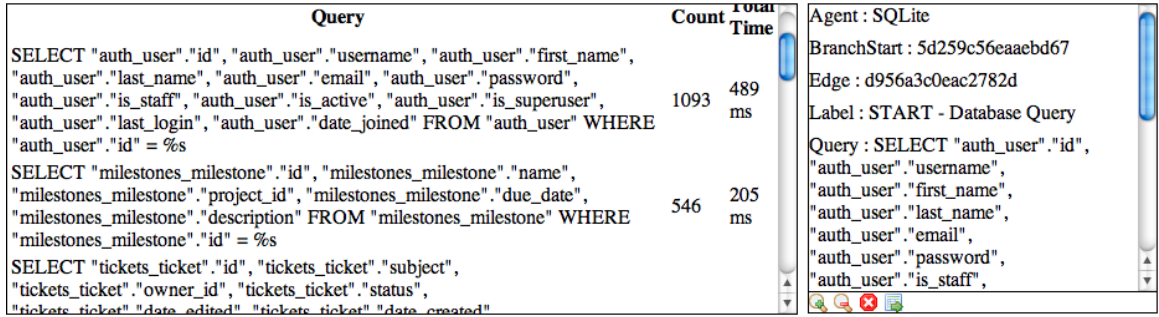 Query Count Total Time
SELECT "auth_user"."id", "auth_user"."username", "auth_user"."first_name",
"auth_user"."last_name", "auth_user"."email", "auth_user"."password",
"auth_user"."is_staff", "auth_user"."is_active", "auth_user"."is_superuser",
"auth_user"."last_login", "auth_user"."date_joined" FROM "auth_user" WHERE
"auth_user"."id" = %s
1093
489
ms
SELECT "milestones_milestone"."id", "milestones_milestone"."name",
"milestones_milestone"."project_id", "milestones_milestone"."due_date",
"milestones_milestone"."description" FROM "milestones_milestone" WHERE
"milestones_milestone"."id" = %s
546
205
ms
SELECT "tickets_ticket"."id", "tickets_ticket"."subject",
"tickets_ticket"."owner_id", "tickets_ticket"."status",
"tickets_ticket"."date_edited", "tickets_ticket"."date_created",
Agent : SQLite
BranchStart : 5d259c56eaaebd67
Edge : d956a3c0eac2782d
Label : START - Database Query
Query : SELECT "auth_user"."id",
"auth_user"."username",
"auth_user"."first_name",
"auth_user"."last_name",
"auth_user"."email",
"auth_user"."password",
"auth_user"."is_staff",